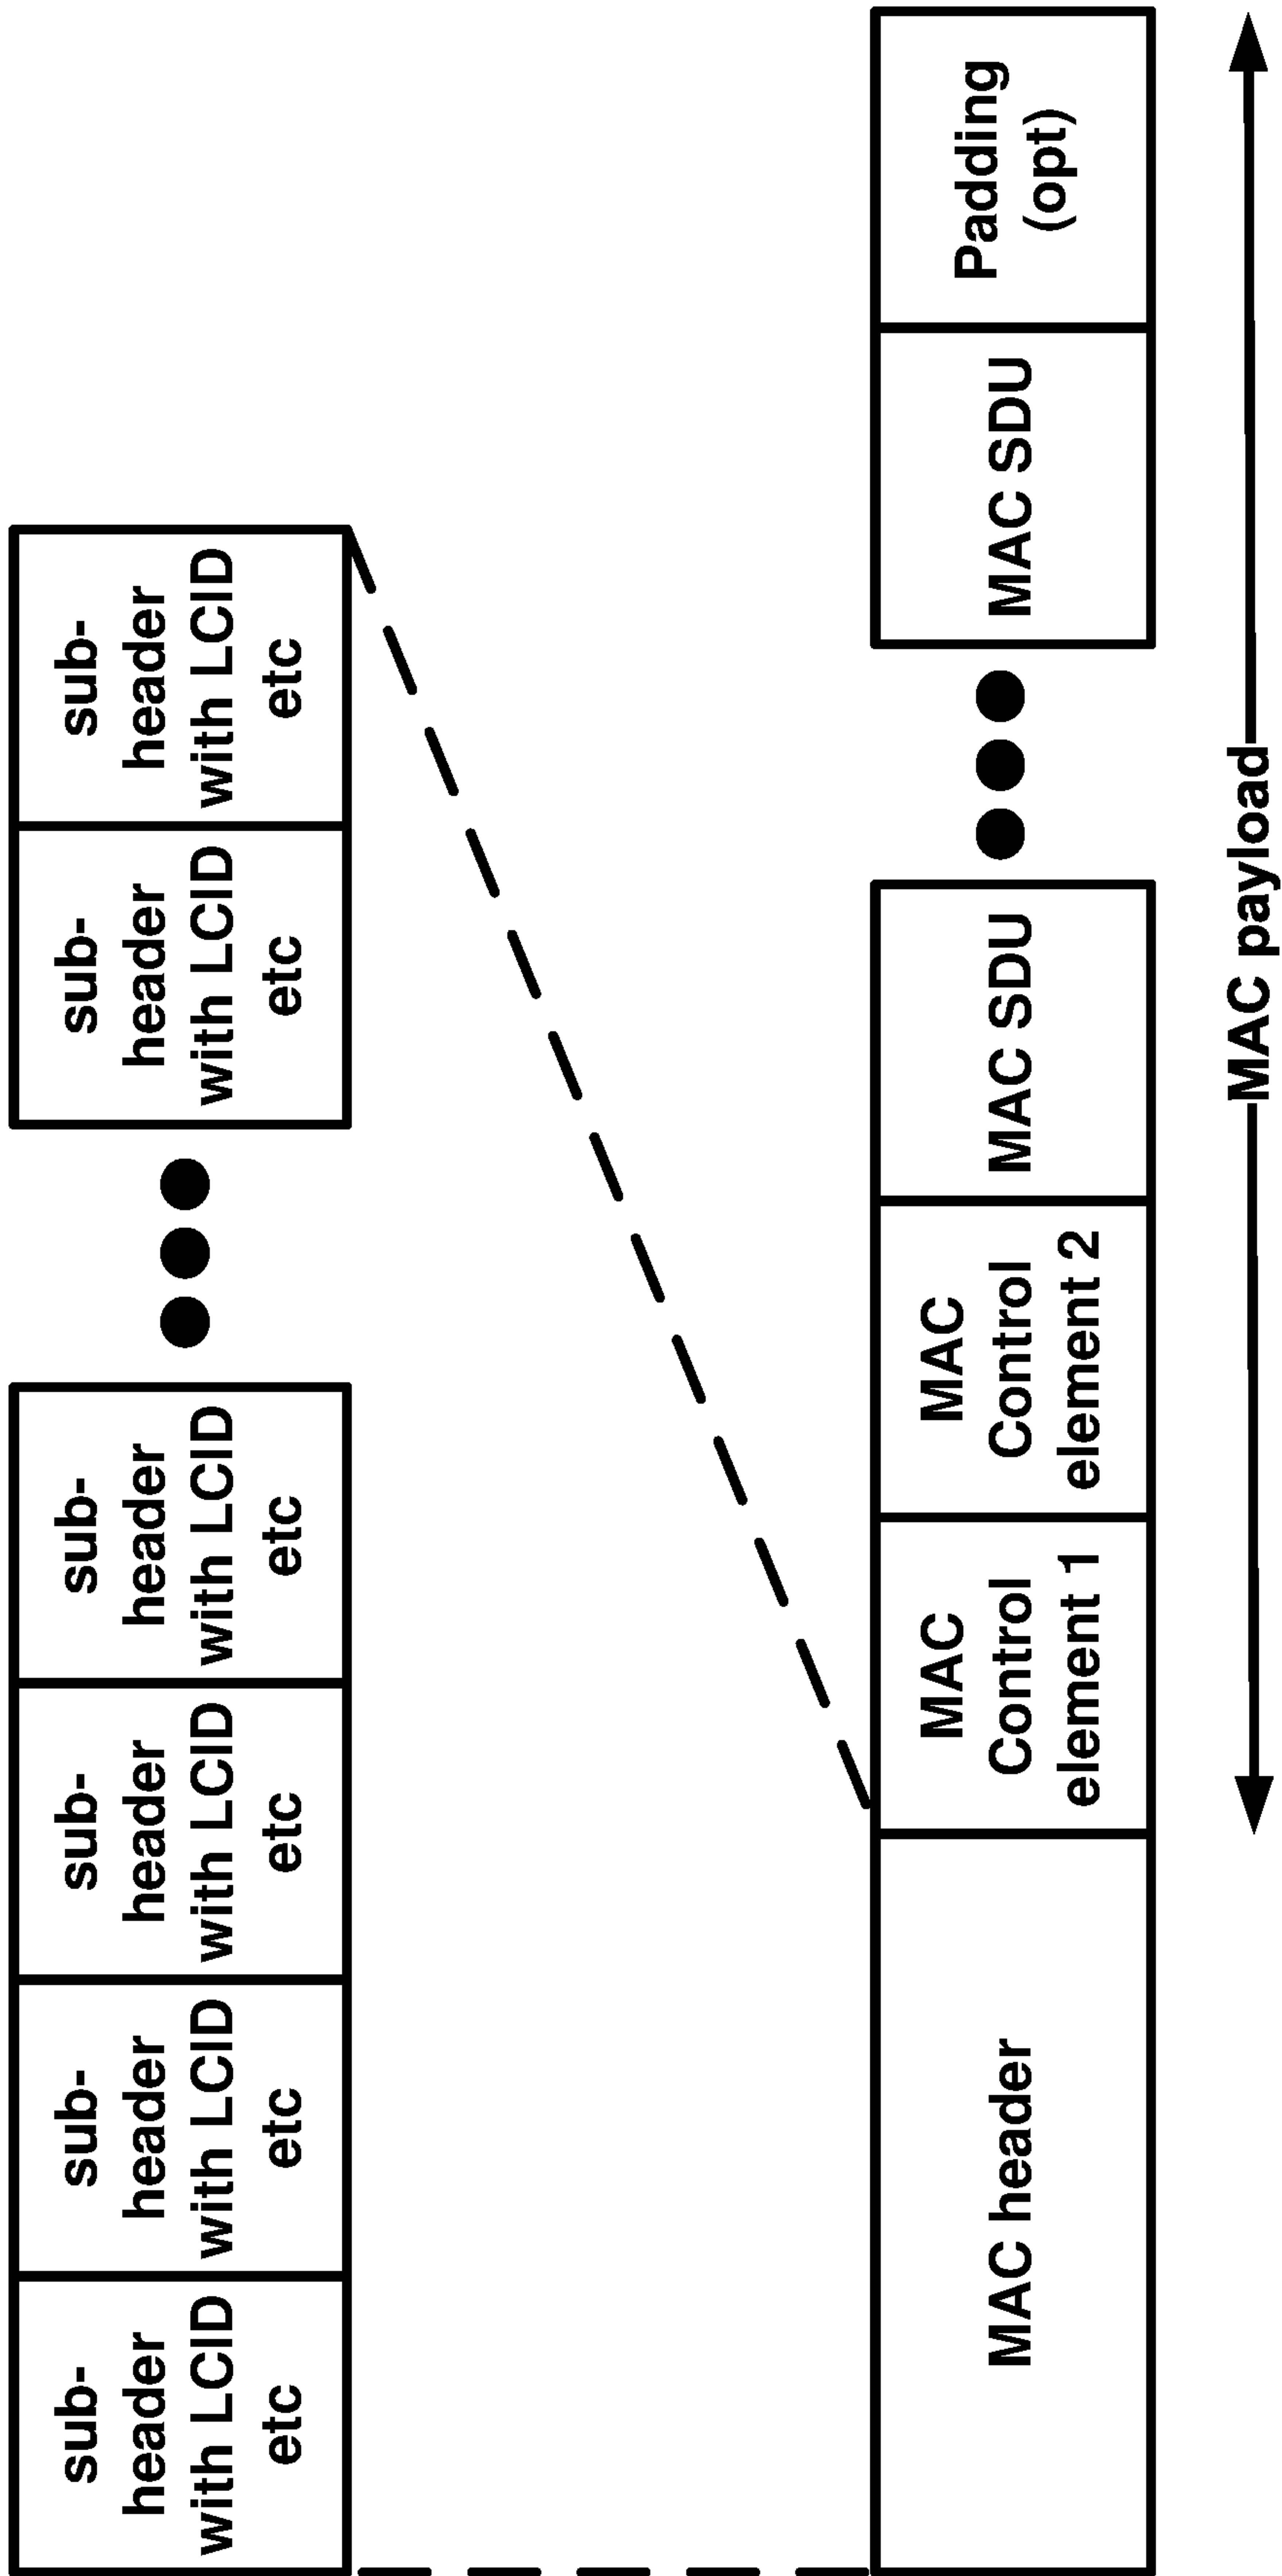 sub-
header
with LCID
etc
sub-
header
with LCID
etc
sub-
header
with LCID
etc
sub-
header
with LCID
etc
sub-
header
with LCID
etc
sub-
header
with LCID
etc
MAC header
MAC
Control
element 1
MAC
Control
element 2
MAC SDU
MAC SDU
Padding
(opt)
MAC payload